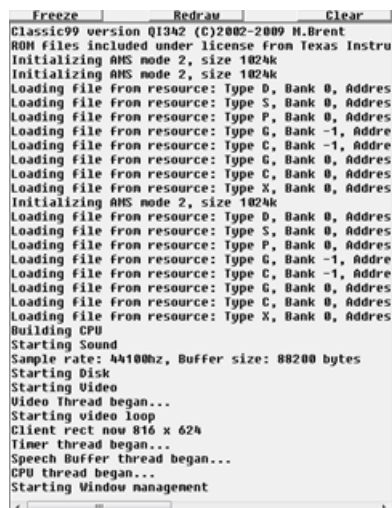 Freeze Redraw Clear
Classic99 version QI342 (C)2002-2009 M.Brent
ROM files included under license from Texas Instru
Initializing AMS mode 2, size 1024k
Initializing AMS mode 2, size 1024k
Loading file from resource: Type D, Bank 0, Addres
Loading file from resource: Type S, Bank 0, Addres
Loading file from resource: Type P, Bank 0, Addres
Loading file from resource: Type G, Bank -1, Addre
Loading file from resource: Type C, Bank -1, Addre
Loading file from resource: Type G, Bank 0, Addres
Loading file from resource: Type C, Bank 0, Addres
Loading file from resource: Type X, Bank 0, Addres
Initializing AMS mode 2, size 1024k
Loading file from resource: Type D, Bank 0, Addres
Loading file from resource: Type S, Bank 0, Addres
Loading file from resource: Type P, Bank 0, Addres
Loading file from resource: Type G, Bank -1, Addre
Loading file from resource: Type C, Bank -1, Addre
Loading file from resource: Type G, Bank 0, Addres
Loading file from resource: Type C, Bank 0, Addres
Loading file from resource: Type X, Bank 0, Addres
Building CPU
Starting Sound
Sample rate: 44100hz, Buffer size: 88200 bytes
Starting Disk
Starting Video
Video Thread began...
Starting video loop
Client rect now 816 x 624
Timer thread began...
Speech Buffer thread began...
CPU thread began...
Starting Window management